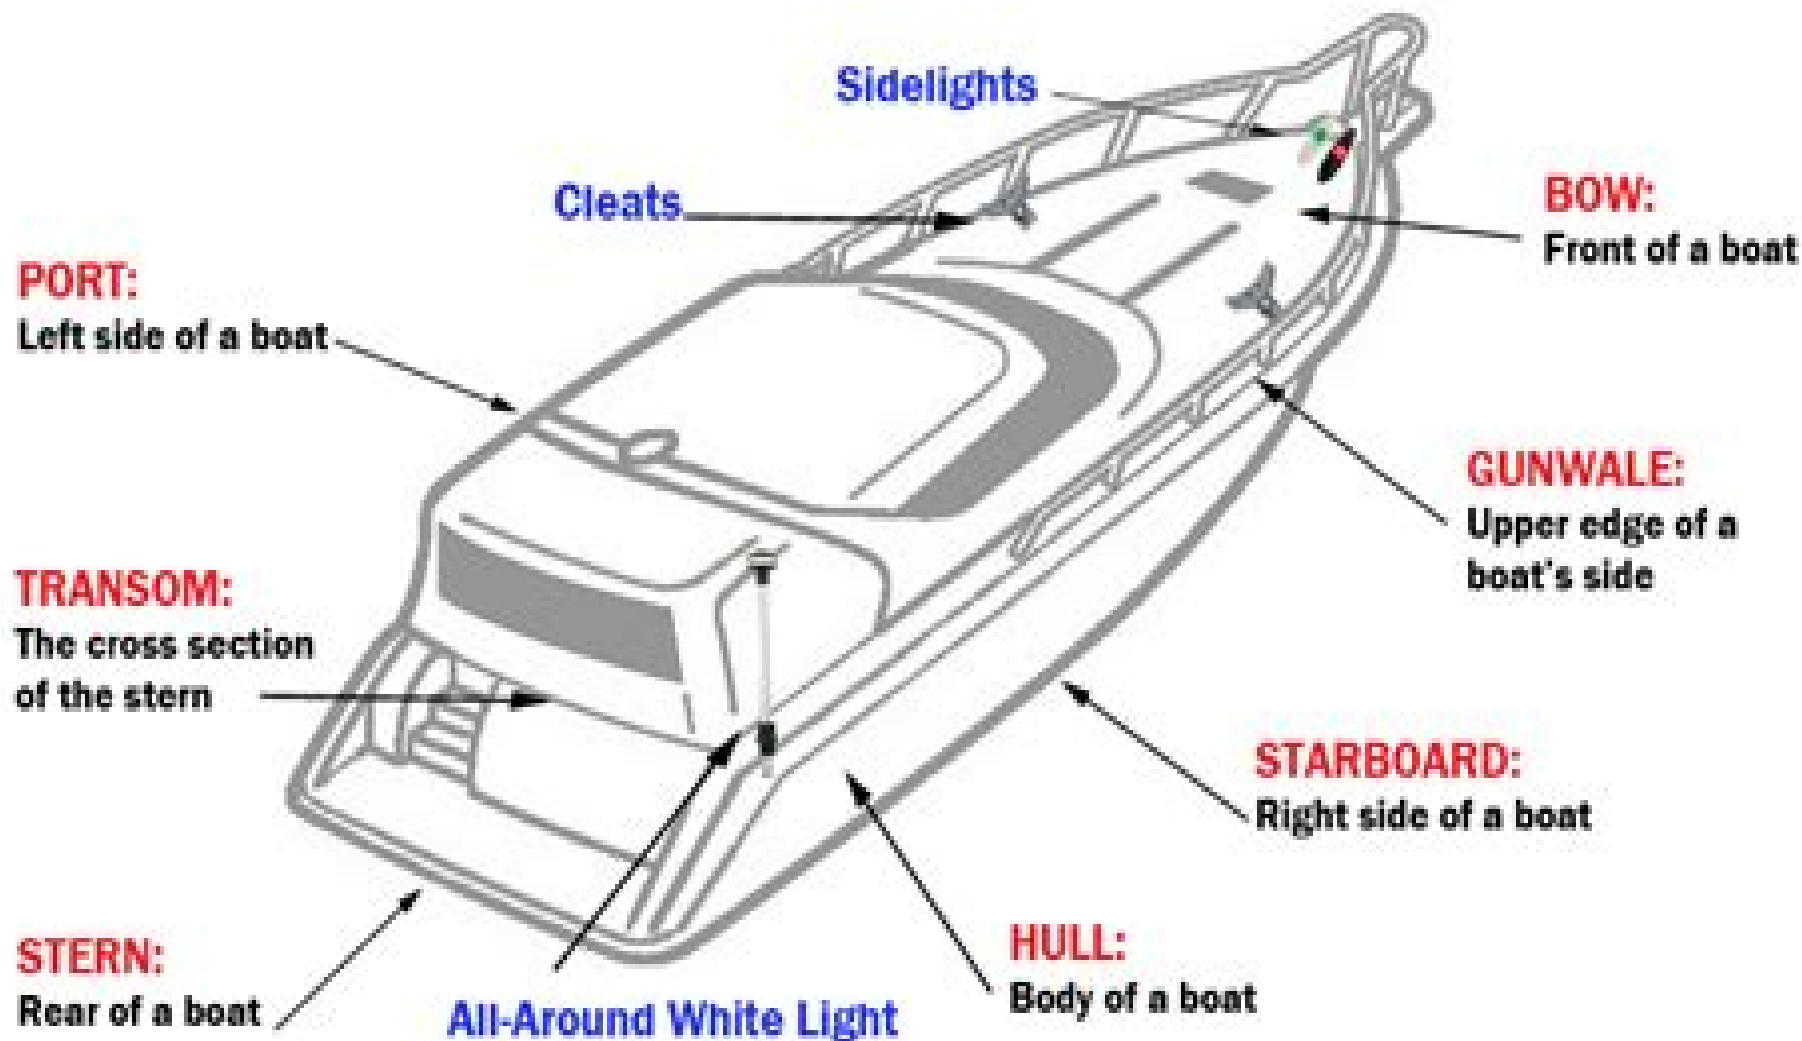 Sidelights
Cleats
BOW:
Front of a boat
PORT:
Left side of a boat
GUNWALE:
Upper edge of a
boat's side
TRANSOM:
The cross section
of the stern
STARBOARD:
Right side of a boat
STERN:
Rear of a boat
HULL:
Body of a boat
All-Around White Light